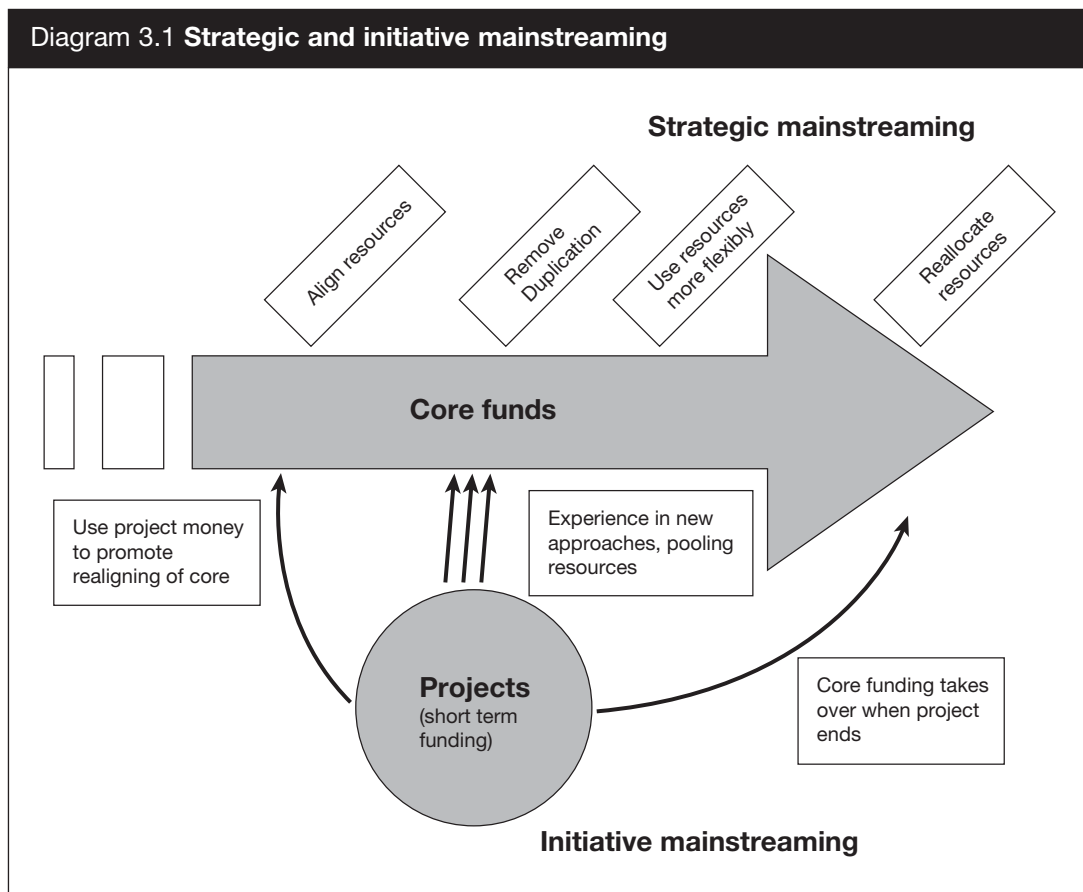 Diagram 3.1 Strategic and initiative mainstreaming
Strategic mainstreaming
Align resources
Remove
Duplication
Use resources
more flexibly
Reallocate
resources
Core funds
Use project money
to promote
realigning of core
Experience in new
approaches, pooling
resources
Projects
(short term
funding)
Core funding takes
over when project
ends
Initiative mainstreaming